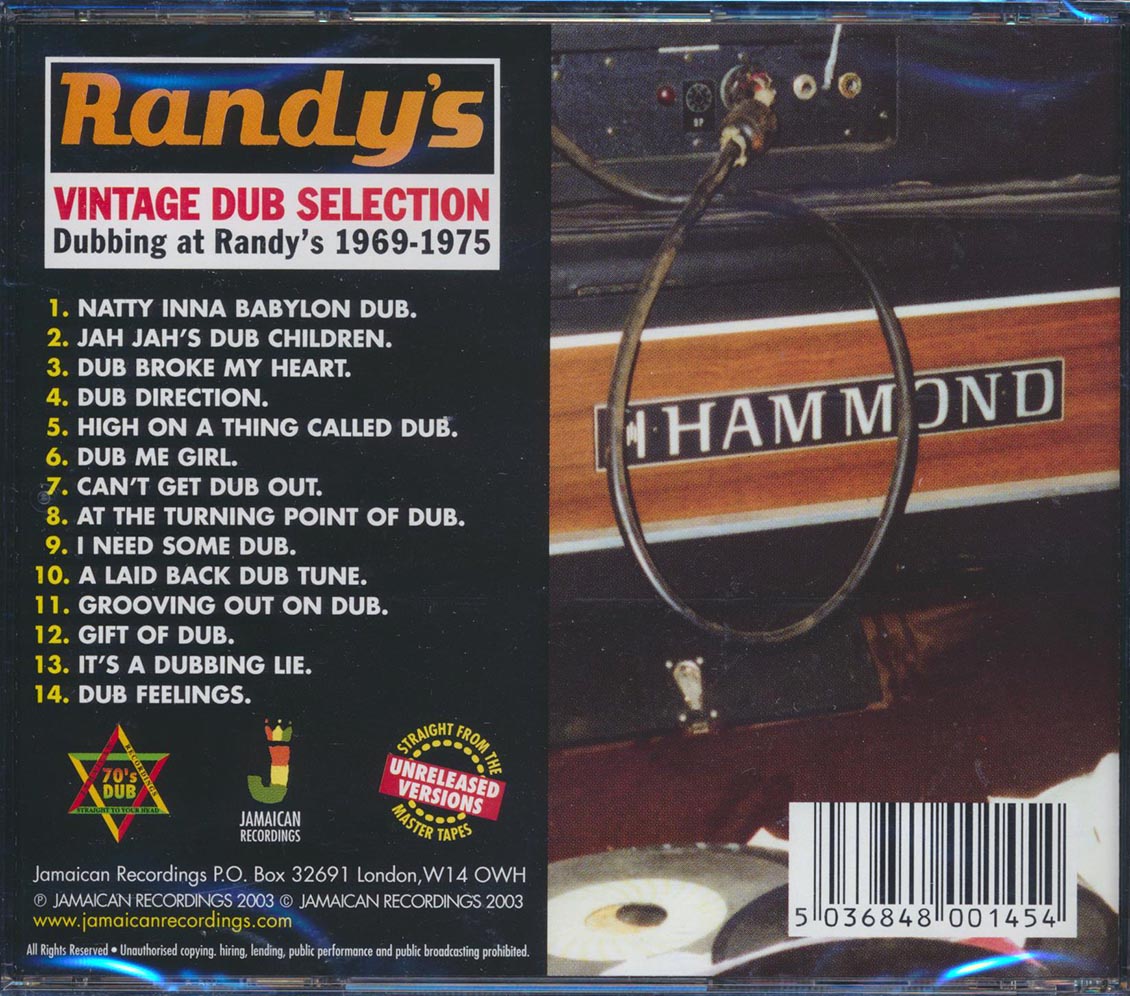 Randy's
VINTAGE DUB SELECTION
Dubbing at Randy's 1969-1975
1. NATTY INNA BABYLON DUB.
2. JAH JAH'S DUB CHILDREN.
3. DUB BROKE MY HEART.
4. DUB DIRECTION.
5. HIGH ON A THING CALLED DUB.
6. DUB ME GIRL.
7. CAN'T GET DUB OUT.
8. AT THE TURNING POINT OF DUB.
9. I NEED SOME DUB.
10. A LAID BACK DUB TUNE.
11. GROOVING OUT ON DUB.
12. GIFT OF DUB.
13. IT'S A DUBBING LIE.
14. DUB FEELINGS.
RECORDINGS
70's
DUB
STRAIGHT TO YOUR HEAD
J
JAMAICAN
RECORDINGS
STRAIGHT FROM THE
UNRELEASED
VERSIONS
MASTER TAPES
Jamaican Recordings P.O. Box 32691 London,W14 OWH
℗ JAMAICAN RECORDINGS 2003 © JAMAICAN RECORDINGS 2003
www.jamaicanrecordings.com
All Rights Reserved • Unauthorised copying. hiring, lending, public performance and public broadcasting prohibited.
HAMMOND
5 036848 001454